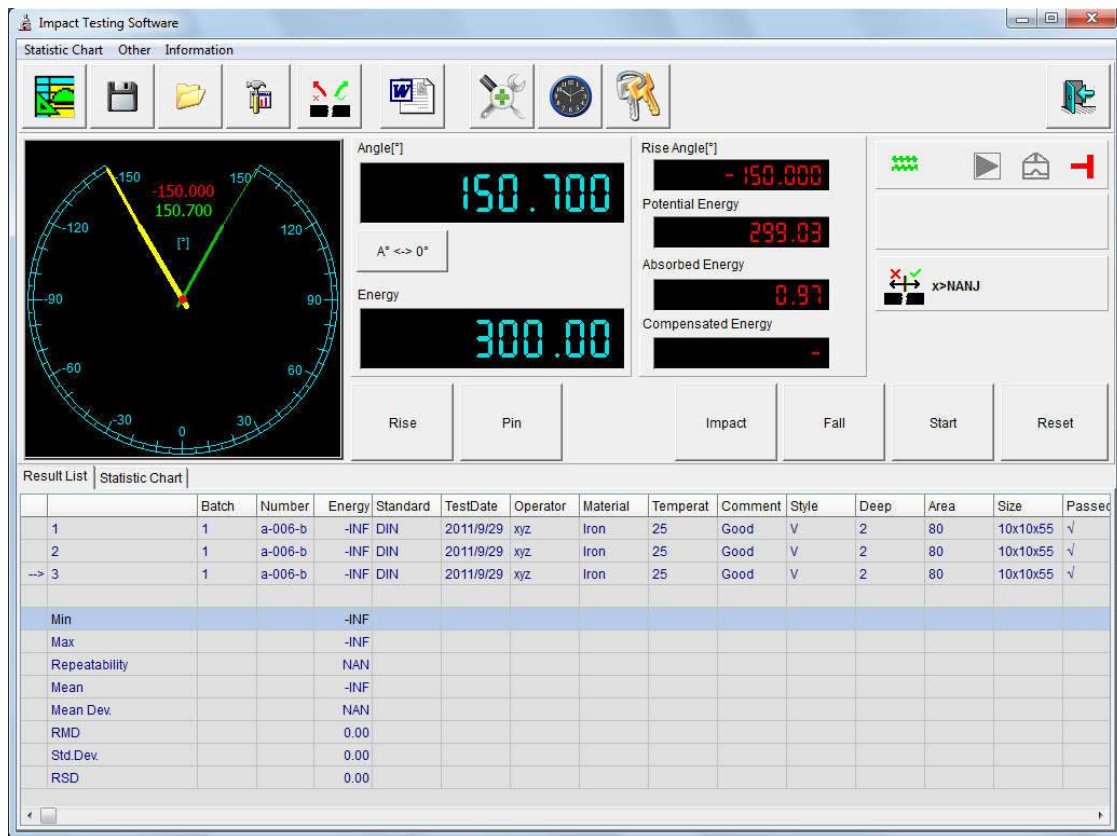 Impact Testing Software
Statistic Chart Other Information
W
Angle[°]
150.700
A° <-> 0°
Energy
300.00
Rise Angle[°]
-150.000
Potential Energy
299.03
Absorbed Energy
0.97
Compensated Energy
-
x>NANJ
-150 150
-150.000
150.700
[°]
-120 120
-90 90
-60 60
-30 0 30
Rise Pin Impact Fall Start Reset
Result List Statistic Chart
Batch Number Energy Standard TestDate Operator Material Temperat Comment Style Deep Area Size Passed
1 1 a-006-b -INF DIN 2011/9/29 xyz Iron 25 Good V 2 80 10x10x55 √
2 1 a-006-b -INF DIN 2011/9/29 xyz Iron 25 Good V 2 80 10x10x55 √
--> 3 1 a-006-b -INF DIN 2011/9/29 xyz Iron 25 Good V 2 80 10x10x55 √
Min -INF
Max -INF
Repeatability NAN
Mean -INF
Mean Dev. NAN
RMD 0.00
Std.Dev. 0.00
RSD 0.00